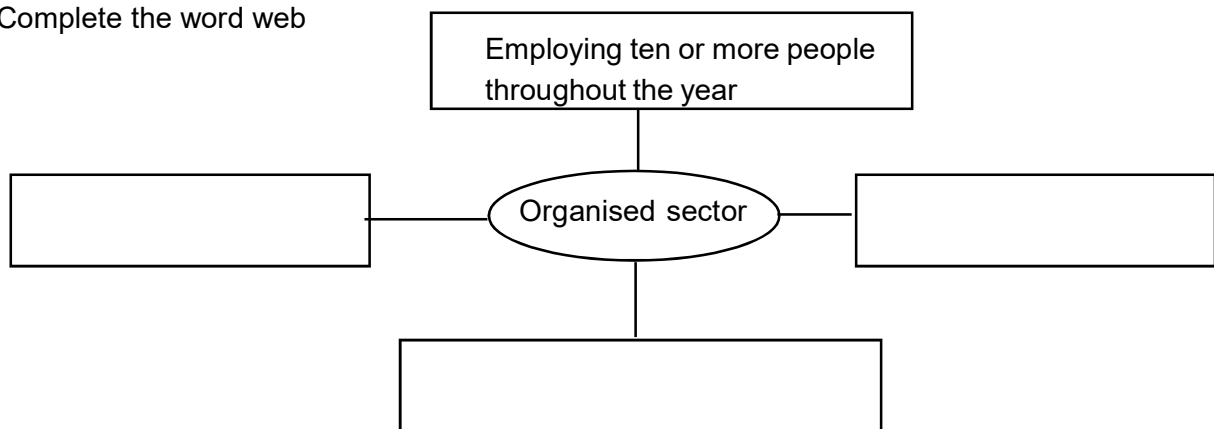 Complete the word web
Employing ten or more people
throughout the year
Organised sector